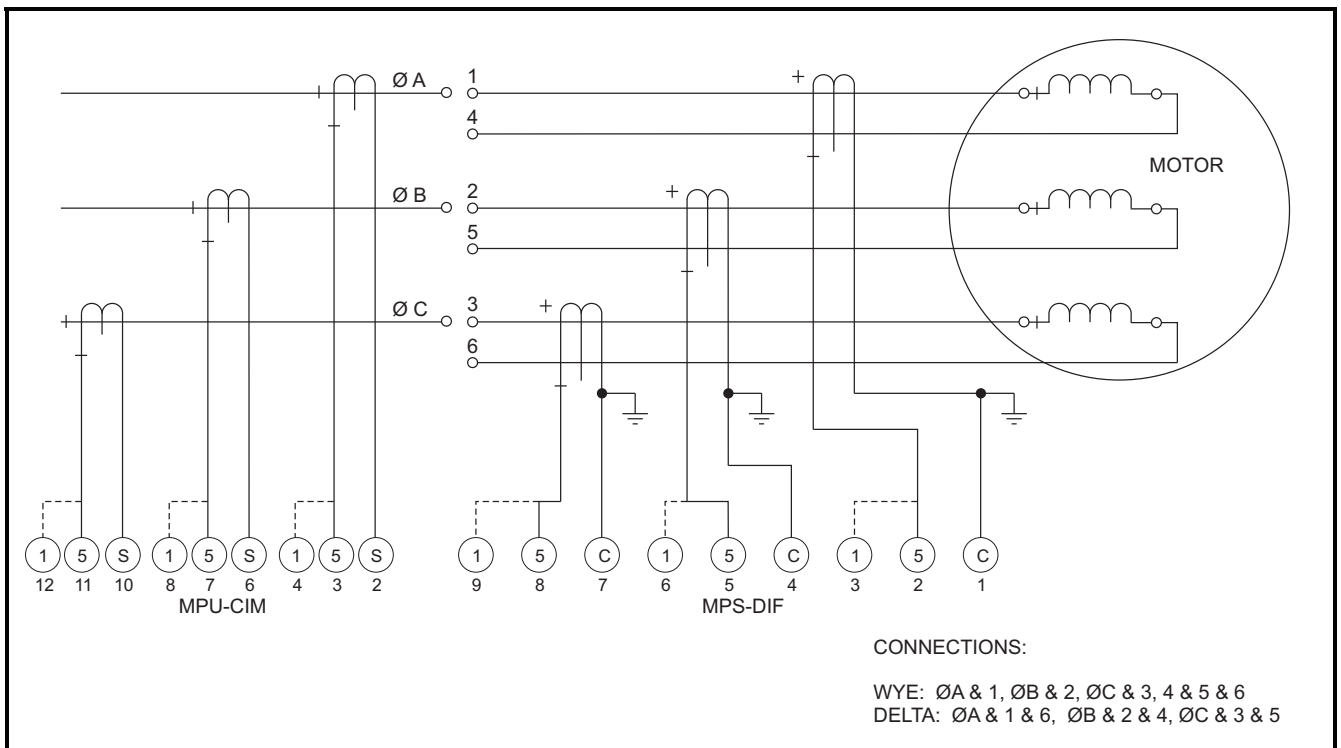 Ø A
1
+
4
MOTOR
Ø B
2
+
5
Ø C
3
+
6
1 5 S 1 5 S 1 5 S 1 5 C 1 5 C 1 5 C
12 11 10 8 7 6 4 3 2 9 8 7 6 5 4 3 2 1
MPU-CIM MPS-DIF
CONNECTIONS:
WYE: ØA & 1, ØB & 2, ØC & 3, 4 & 5 & 6
DELTA: ØA & 1 & 6, ØB & 2 & 4, ØC & 3 & 5